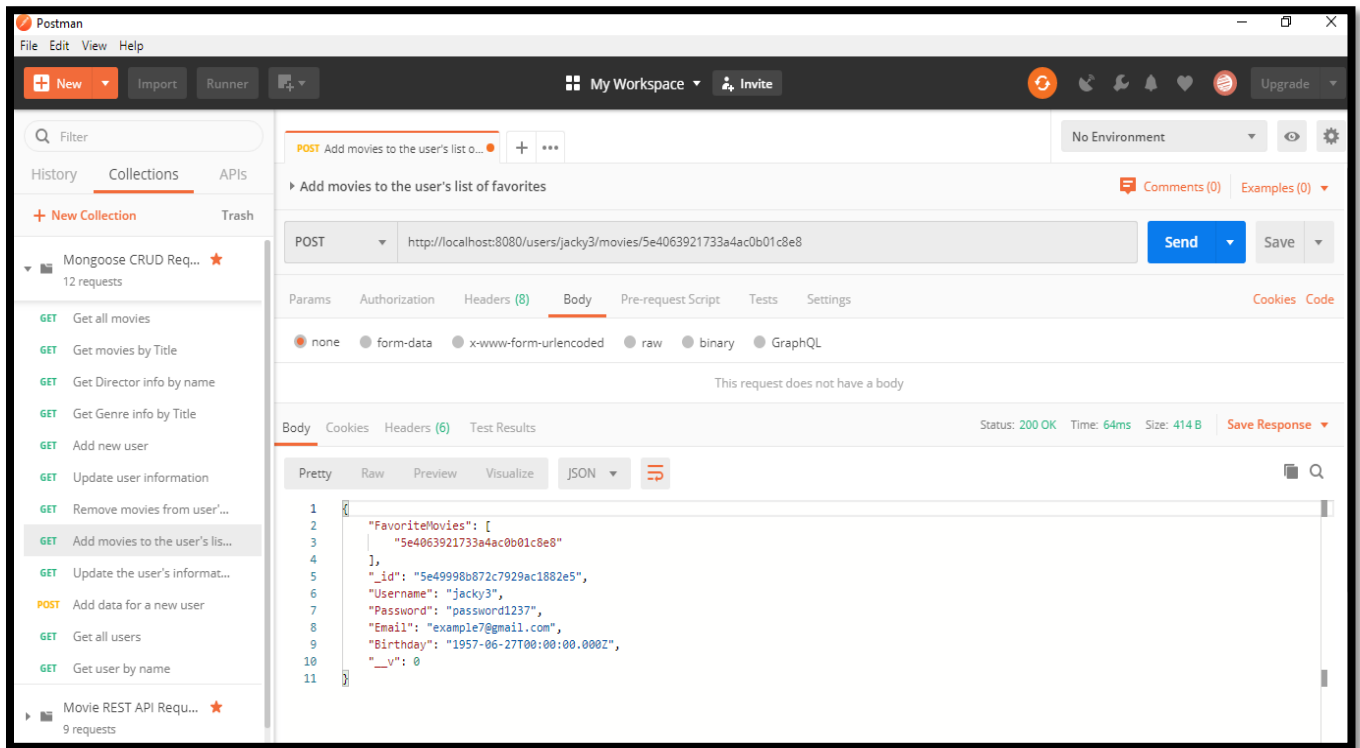 Postman
File Edit View Help
New Import Runner My Workspace Invite Upgrade
Filter
History Collections APIs
+ New Collection Trash
Mongoose CRUD Req...
12 requests
GET Get all movies
GET Get movies by Title
GET Get Director info by name
GET Get Genre info by Title
GET Add new user
GET Update user information
GET Remove movies from user'...
GET Add movies to the user's lis...
GET Update the user's informat...
POST Add data for a new user
GET Get all users
GET Get user by name
Movie REST API Requ...
9 requests
POST Add movies to the user's list o... + •••
No Environment
Add movies to the user's list of favorites
Comments (0) Examples (0)
POST http://localhost:8080/users/jacky3/movies/5e4063921733a4ac0b01c8e8 Send Save
Params Authorization Headers (8) Body Pre-request Script Tests Settings Cookies Code
none form-data x-www-form-urlencoded raw binary GraphQL
This request does not have a body
Body Cookies Headers (6) Test Results Status: 200 OK Time: 64ms Size: 414 B Save Response
Pretty Raw Preview Visualize JSON
1 {
2 "FavoriteMovies": [
3 "5e4063921733a4ac0b01c8e8"
4 ],
5 "_id": "5e49998b872c7929ac1882e5",
6 "Username": "jacky3",
7 "Password": "password1237",
8 "Email": "example7@gmail.com",
9 "Birthday": "1957-06-27T00:00:00.000Z",
10 "__v": 0
11 }